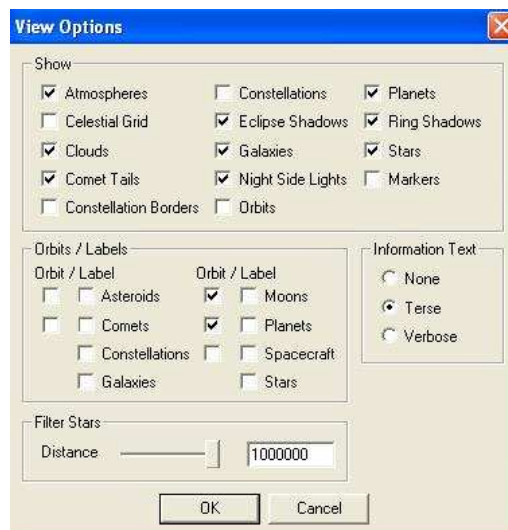 View Options
Show
Atmospheres Constellations Planets
Celestial Grid Eclipse Shadows Ring Shadows
Clouds Galaxies Stars
Comet Tails Night Side Lights Markers
Constellation Borders Orbits
Orbits / Labels
Orbit / Label Orbit / Label
Asteroids Moons
Comets Planets
Constellations Spacecraft
Galaxies Stars
Information Text
None
Terse
Verbose
Filter Stars
Distance 1000000
OK Cancel